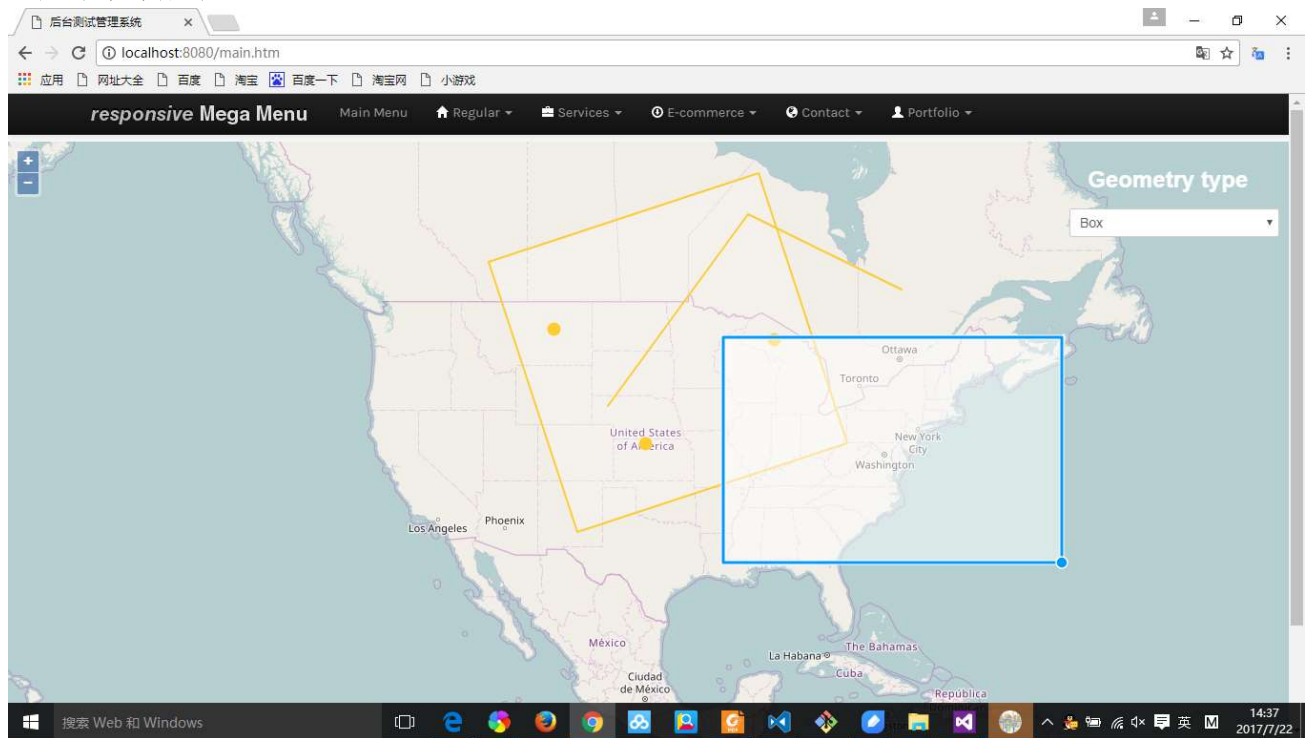 后台测试管理系统
localhost:8080/main.htm
应用 网址大全 百度 淘宝 百度一下 淘宝网 小游戏
responsive Mega Menu Main Menu Regular Services E-commerce Contact Portfolio
+
−
Geometry type
Box
Ottawa
Toronto
United States
of America
New York
City
Washington
Los Angeles
Phoenix
México
La Habana
The Bahamas
Cuba
Ciudad
de México
República
搜索 Web 和 Windows
英
M
14:37
2017/7/22